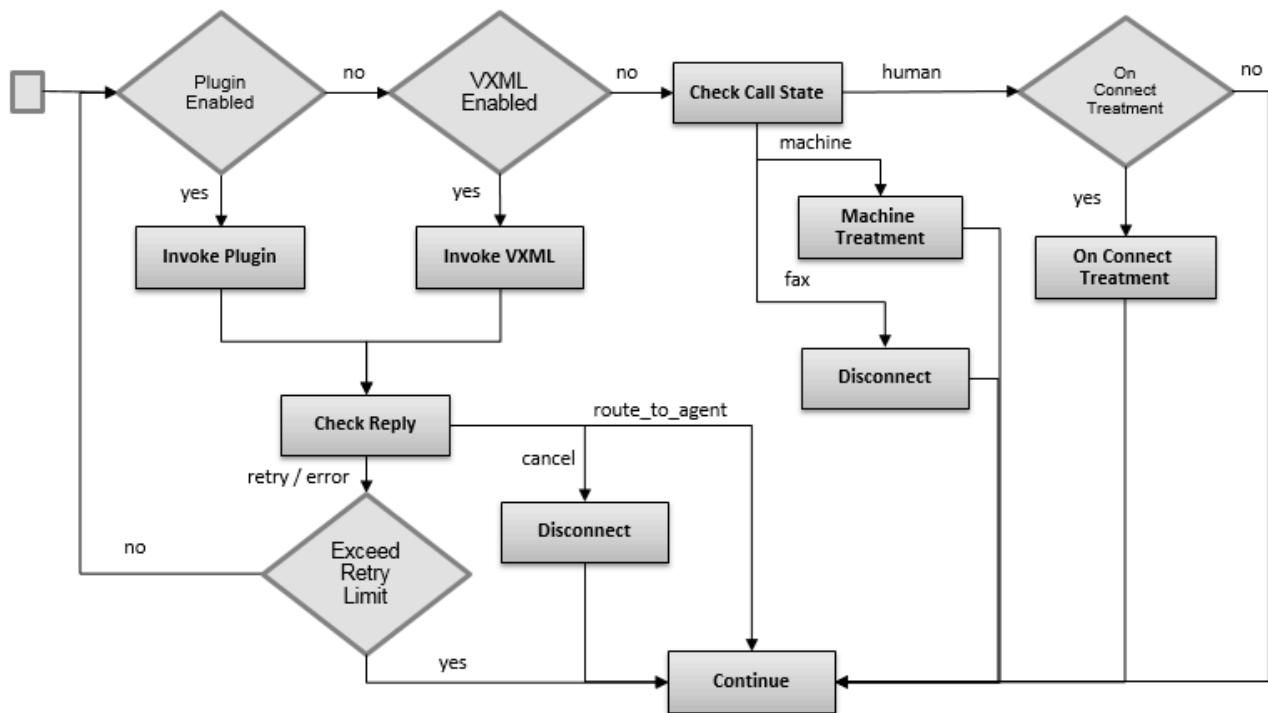 Plugin
Enabled
no
VXML
Enabled
no
Check Call State
human
On
Connect
Treatment
no
machine
yes
yes
Machine
Treatment
yes
Invoke Plugin
Invoke VXML
On Connect
Treatment
fax
Disconnect
Check Reply
route_to_agent
cancel
retry / error
Disconnect
no
Exceed
Retry
Limit
yes
Continue